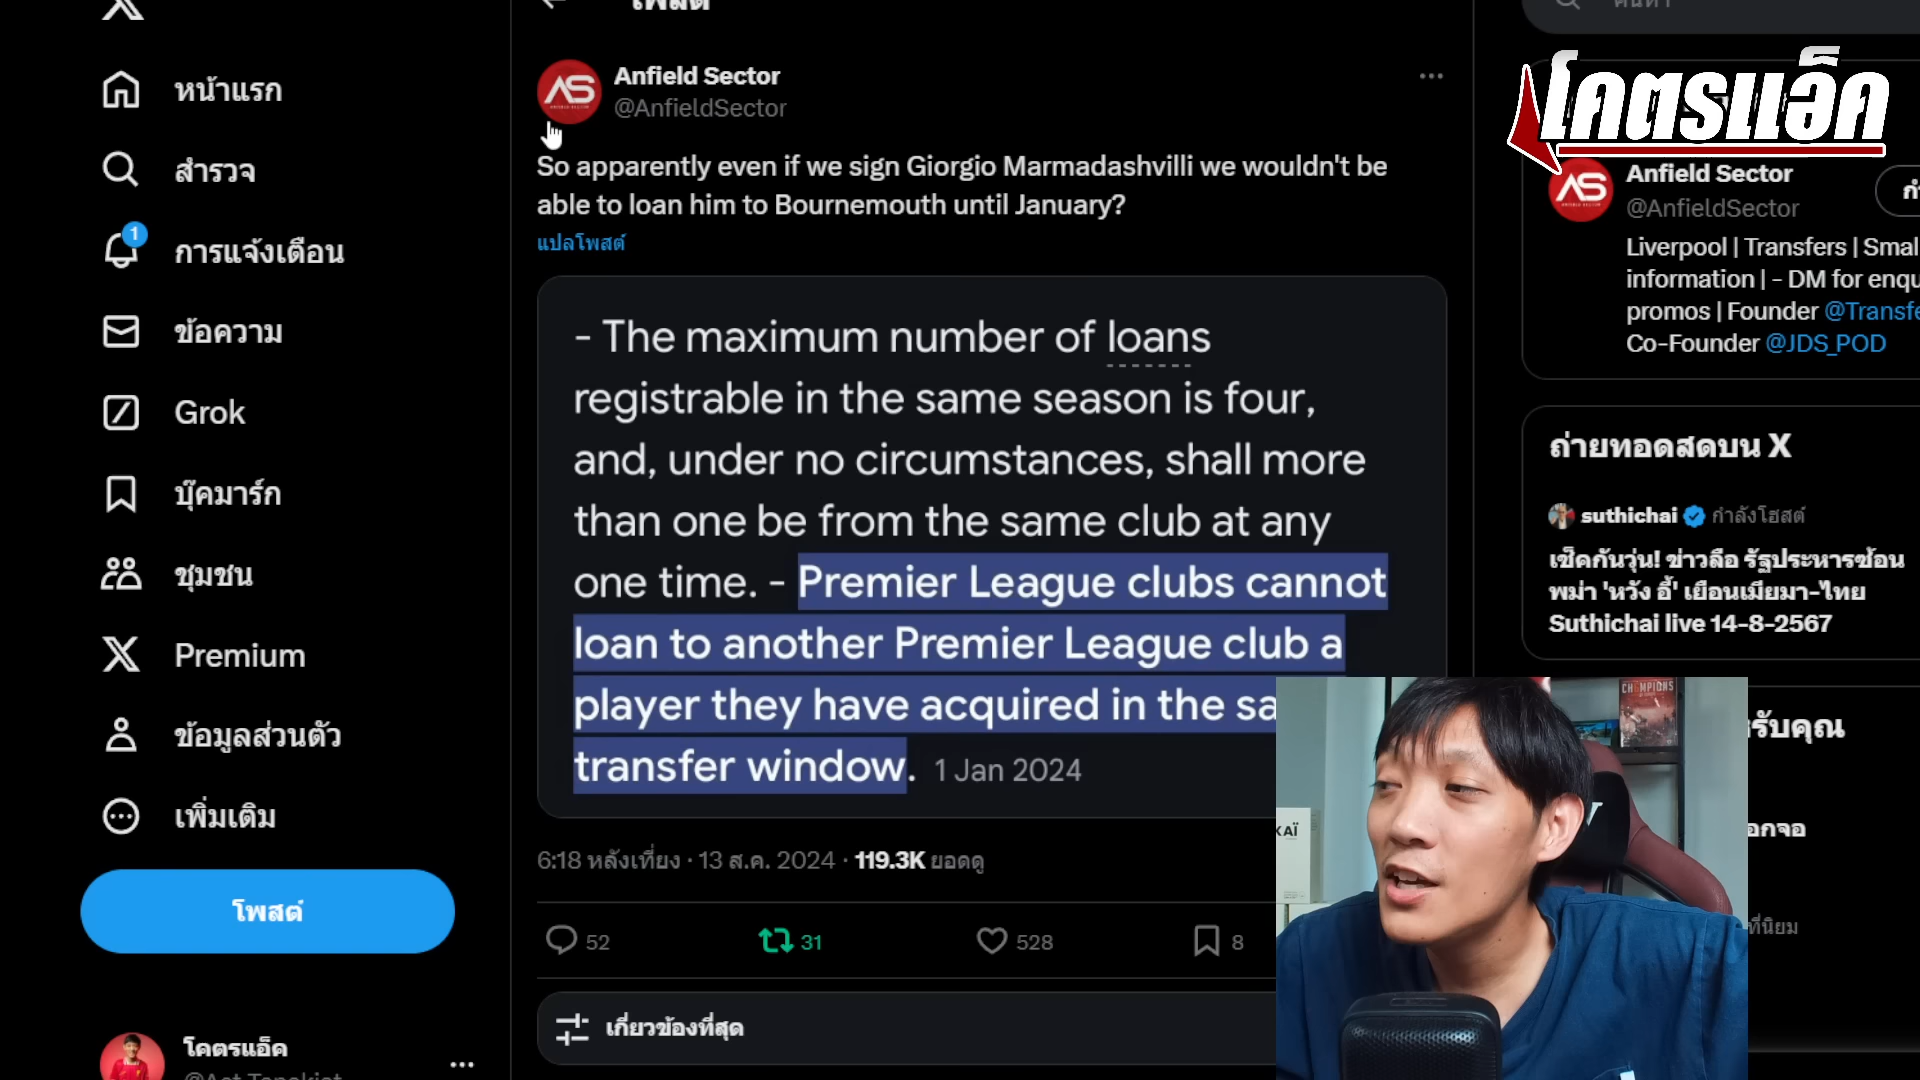 โพสต์
ค้นหา
หน้าแรก
สำรวจ
1
การแจ้งเตือน
ข้อความ
Grok
บุ๊คมาร์ก
ชุมชน
Premium
ข้อมูลส่วนตัว
เพิ่มเติม
โพสต์
โคตรแอ็ค
AS
Anfield Sector
@AnfieldSector
So apparently even if we sign Giorgio Marmadashvilli we wouldn't be
able to loan him to Bournemouth until January?
แปลโพสต์
- The maximum number of loans
registrable in the same season is four,
and, under no circumstances, shall more
than one be from the same club at any
one time. - Premier League clubs cannot
loan to another Premier League club a
player they have acquired in the sa
transfer window. 1 Jan 2024
6:18 หลังเที่ยง · 13 ส.ค. 2024 · 119.3K ยอดดู
52 31 528 8
เกี่ยวข้องที่สุด
โคตรแอ็ค
AS
Anfield Sector
@AnfieldSector
Liverpool | Transfers | Smal
information | - DM for enqu
promos | Founder @Transfe
Co-Founder @JDS_POD
ถ่ายทอดสดบน X
suthichai กำลังโฮสต์
เช็คกันวุ่น! ข่าวลือ รัฐประหารซ้อน
พม่า 'หวัง อี้' เยือนเมียมา-ไทย
Suthichai live 14-8-2567
รับคุณ
CHAMPIONS
KAÏ